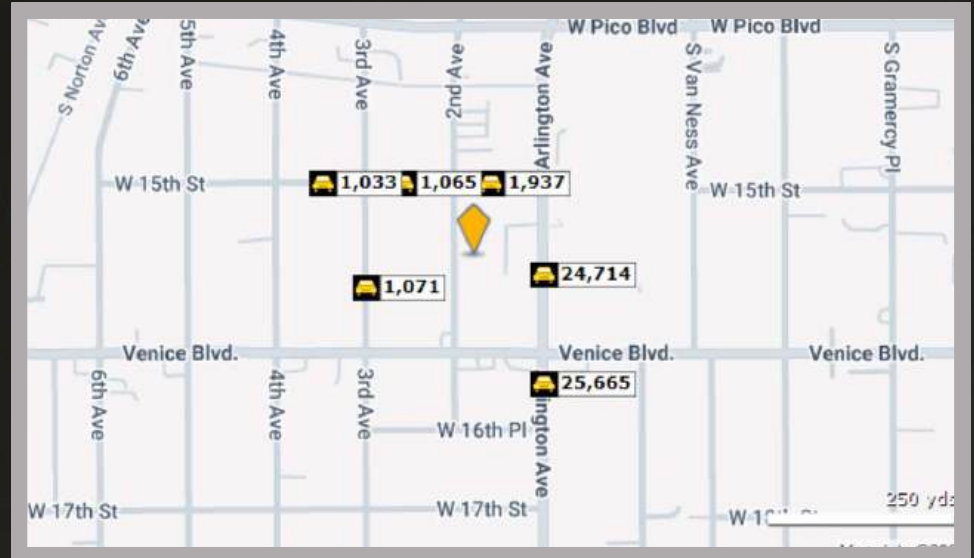 W Pico Blvd W Pico Blvd
S Norton Av
6th Ave
5th Ave
4th Ave
3rd Ave
2nd Ave
Arlington Ave
S Van Ness Ave
S Gramercy Pl
W 15th St
1,033
1,065
1,937
W 15th St
1,071
24,714
Venice Blvd.
Venice Blvd.
Venice Blvd.
25,665
6th Ave
4th Ave
3rd Ave
W 16th Pl
ington Ave
W 17th St
W 17th St
250 yds